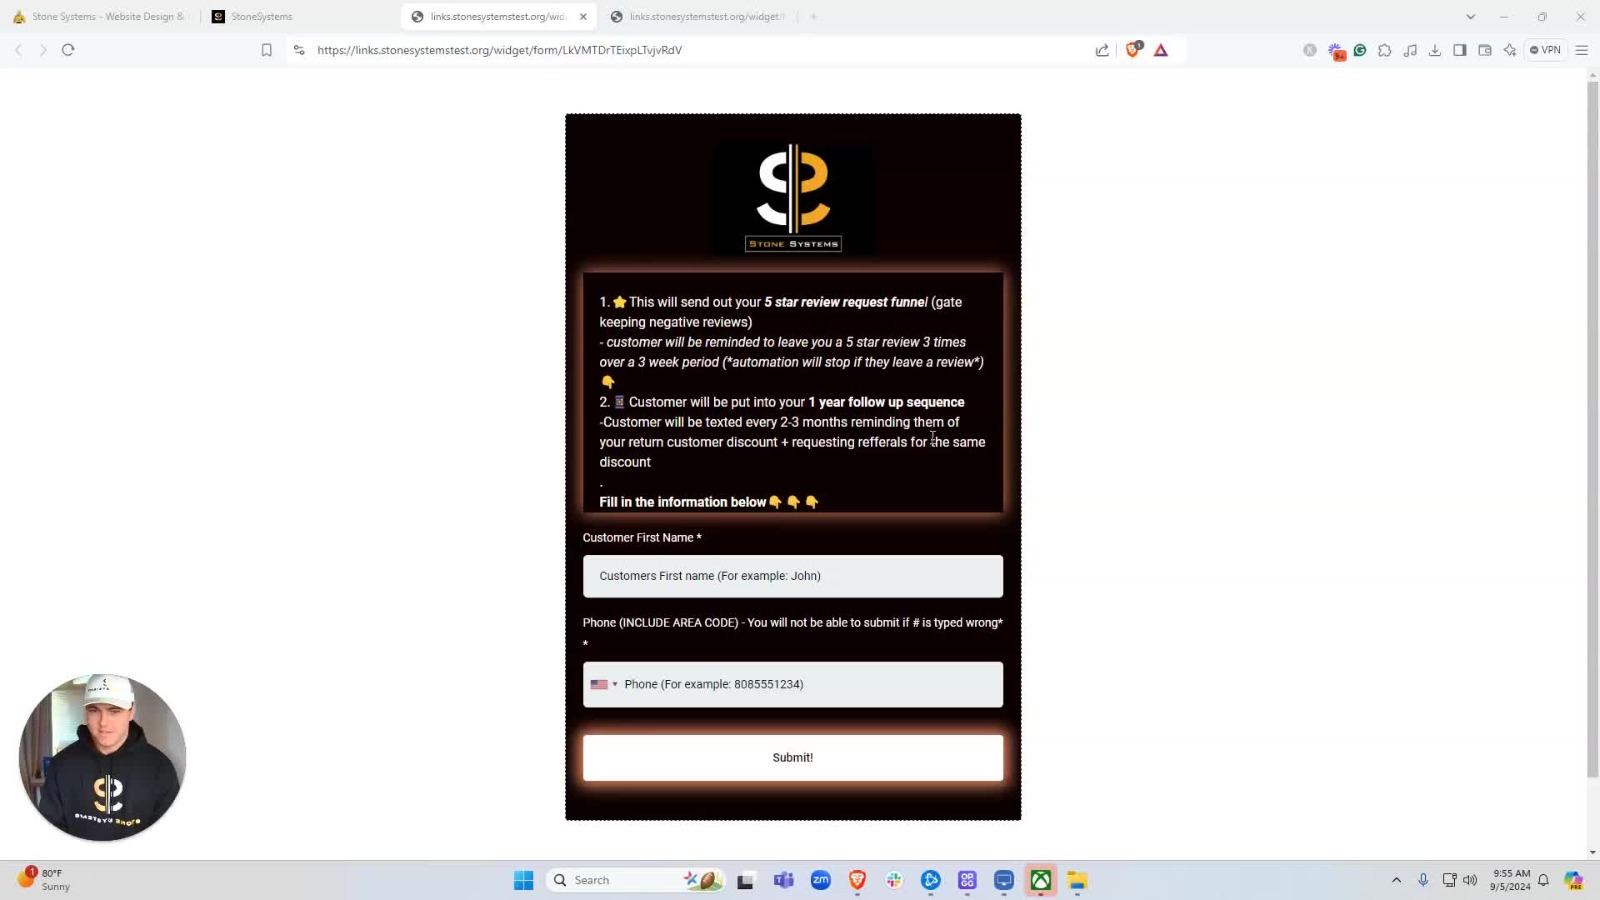 Stone Systems - Website Design &
StoneSystems
links.stonesystemstest.org/wid
links.stonesystemstest.org/widget/f
https://links.stonesystemstest.org/widget/form/LkVMTDrTEixpLTvjvRdV
1
9+
VPN
STONE SYSTEMS
1. ⭐This will send out your 5 star review request funnel (gate
keeping negative reviews)
- customer will be reminded to leave you a 5 star review 3 times
over a 3 week period (*automation will stop if they leave a review*)
👇
2. Customer will be put into your 1 year follow up sequence
-Customer will be texted every 2-3 months reminding them of
your return customer discount + requesting refferals for the same
discount
.
Fill in the information below👇👇👇
Customer First Name *
Customers First name (For example: John)
Phone (INCLUDE AREA CODE) - You will not be able to submit if # is typed wrong*
*
Phone (For example: 8085551234)
Submit!
1
80°F
Sunny
Search
zm
OP
GG
9:55 AM
9/5/2024
PRE